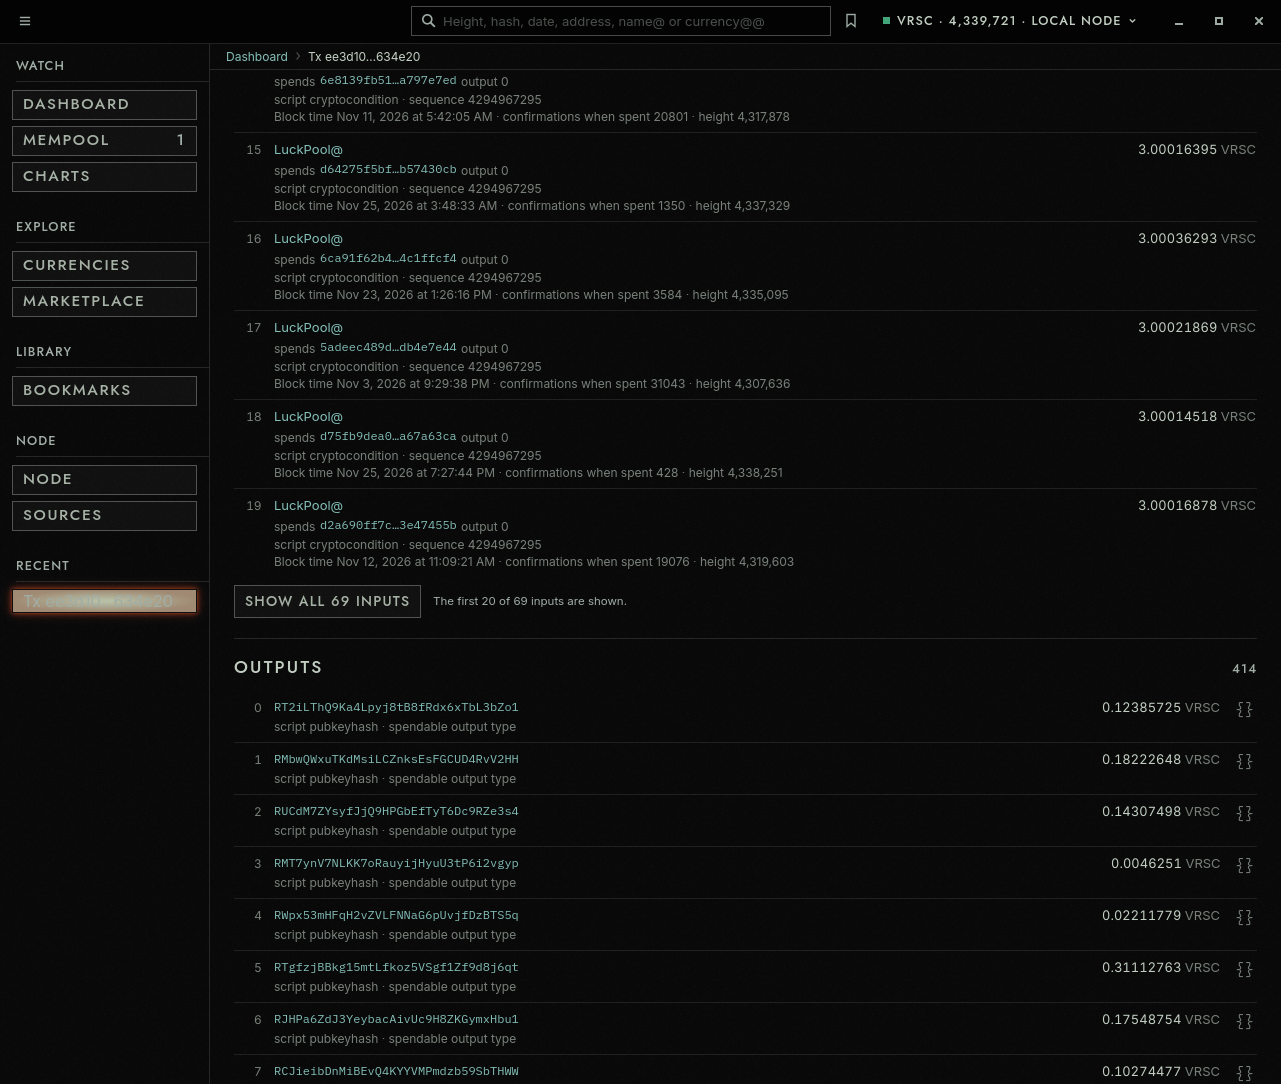 Height, hash, date, address, name@ or currency@@
VRSC · 4,339,721 · LOCAL NODE
WATCH
DASHBOARD
MEMPOOL 1
CHARTS
EXPLORE
CURRENCIES
MARKETPLACE
LIBRARY
BOOKMARKS
NODE
NODE
SOURCES
RECENT
Dashboard › Tx ee3d10…634e20
spends 6e8139fb51…a797e7ed output 0
script cryptocondition · sequence 4294967295
Block time Nov 11, 2026 at 5:42:05 AM · confirmations when spent 20801 · height 4,317,878
15 LuckPool@ 3.00016395 VRSC
spends d64275f5bf…b57430cb output 0
script cryptocondition · sequence 4294967295
Block time Nov 25, 2026 at 3:48:33 AM · confirmations when spent 1350 · height 4,337,329
16 LuckPool@ 3.00036293 VRSC
spends 6ca91f62b4…4c1ffcf4 output 0
script cryptocondition · sequence 4294967295
Block time Nov 23, 2026 at 1:26:16 PM · confirmations when spent 3584 · height 4,335,095
17 LuckPool@ 3.00021869 VRSC
spends 5adeec489d…db4e7e44 output 0
script cryptocondition · sequence 4294967295
Block time Nov 3, 2026 at 9:29:38 PM · confirmations when spent 31043 · height 4,307,636
18 LuckPool@ 3.00014518 VRSC
spends d75fb9dea0…a67a63ca output 0
script cryptocondition · sequence 4294967295
Block time Nov 25, 2026 at 7:27:44 PM · confirmations when spent 428 · height 4,338,251
19 LuckPool@ 3.00016878 VRSC
spends d2a690ff7c…3e47455b output 0
script cryptocondition · sequence 4294967295
Block time Nov 12, 2026 at 11:09:21 AM · confirmations when spent 19076 · height 4,319,603
SHOW ALL 69 INPUTS The first 20 of 69 inputs are shown.
OUTPUTS 414
0 RT2iLThQ9Ka4Lpyj8tB8fRdx6xTbL3bZo1 0.12385725 VRSC {}
script pubkeyhash · spendable output type
1 RMbwQWxuTKdMsiLCZnksEsFGCUD4RvV2HH 0.18222648 VRSC {}
script pubkeyhash · spendable output type
2 RUCdM7ZYsyfJjQ9HPGbEfTyT6Dc9RZe3s4 0.14307498 VRSC {}
script pubkeyhash · spendable output type
3 RMT7ynV7NLKK7oRauyijHyuU3tP6i2vgyp 0.0046251 VRSC {}
script pubkeyhash · spendable output type
4 RWpx53mHFqH2vZVLFNNaG6pUvjfDzBTS5q 0.02211779 VRSC {}
script pubkeyhash · spendable output type
5 RTgfzjBBkg15mtLfkoz5VSgf1Zf9d8j6qt 0.31112763 VRSC {}
script pubkeyhash · spendable output type
6 RJHPa6ZdJ3YeybacAivUc9H8ZKGymxHbu1 0.17548754 VRSC {}
script pubkeyhash · spendable output type
7 RCJieibDnMiBEvQ4KYYVMPmdzb59SbTHWW 0.10274477 VRSC {}